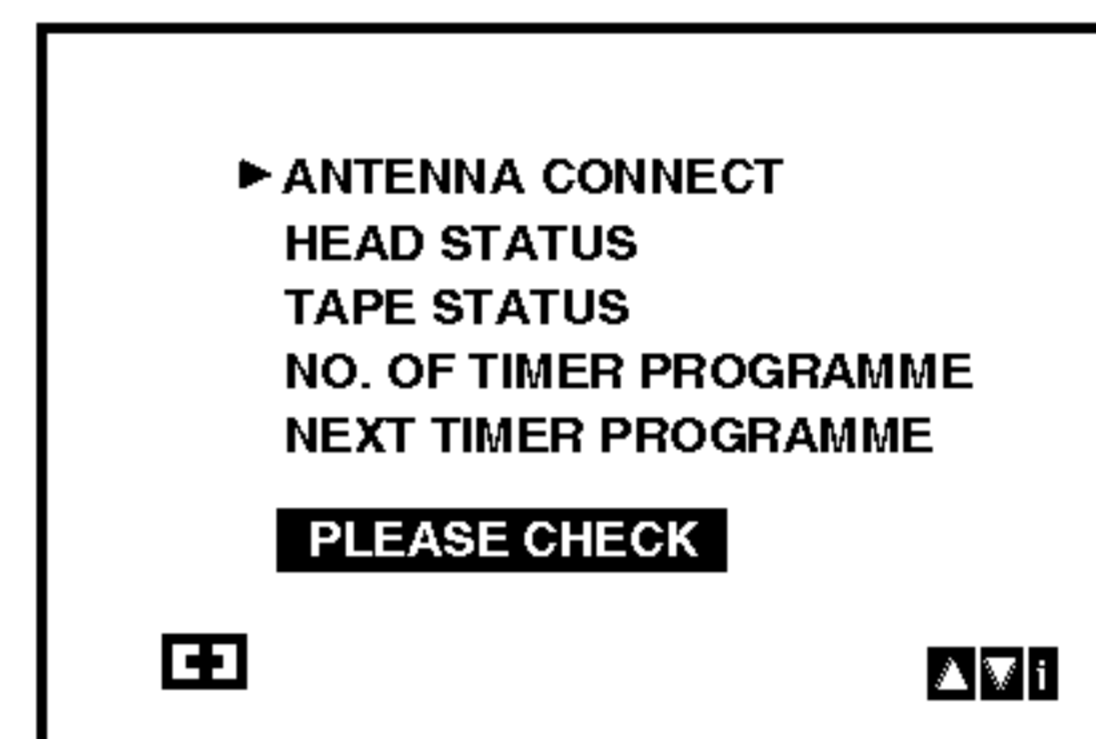 ANTENNA CONNECT
HEAD STATUS
TAPE STATUS
NO. OF TIMER PROGRAMME
NEXT TIMER PROGRAMME
PLEASE CHECK
i